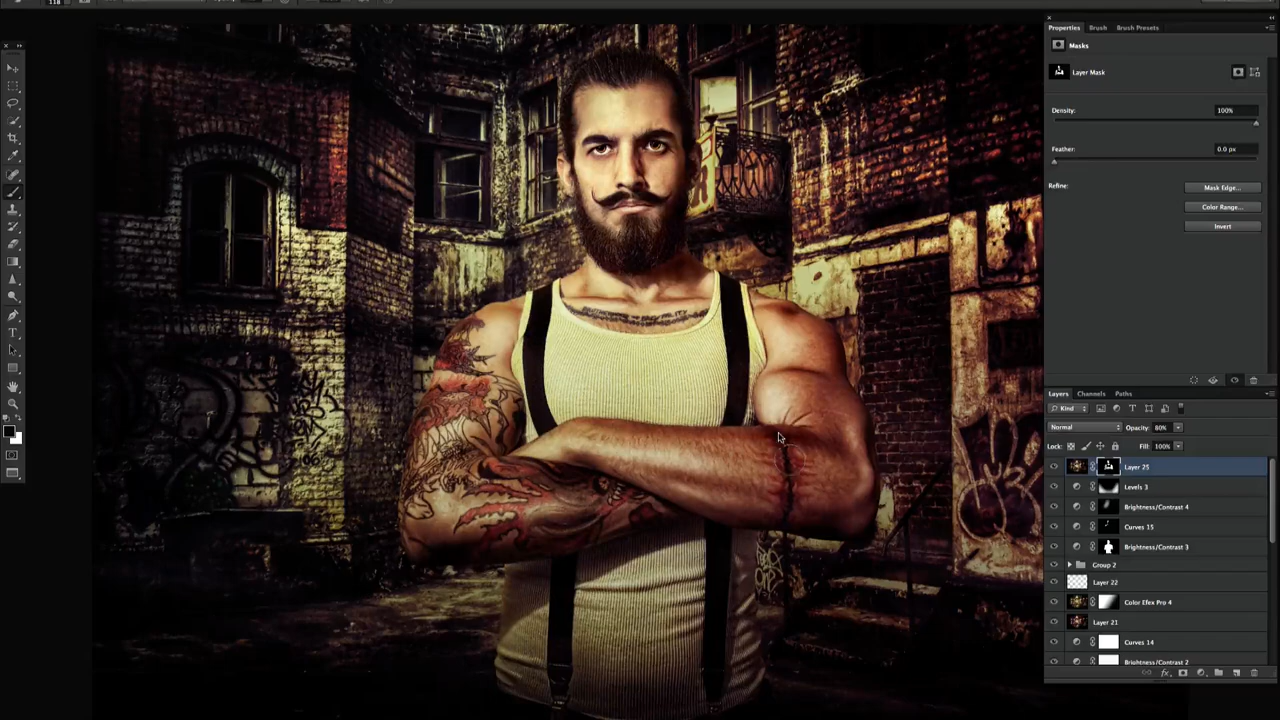 118
Properties Brush Brush Presets
Masks
Layer Mask
Density: 100%
Feather: 0.0 px
Refine: Mask Edge...
Color Range...
Invert
Layers Channels Paths
Kind
Normal Opacity: 80%
Lock: Fill: 100%
Layer 25
Levels 3
Brightness/Contrast 4
Curves 15
Brightness/Contrast 3
Group 2
Layer 22
Color Efex Pro 4
Layer 21
Curves 14
Brightness/Contrast 2